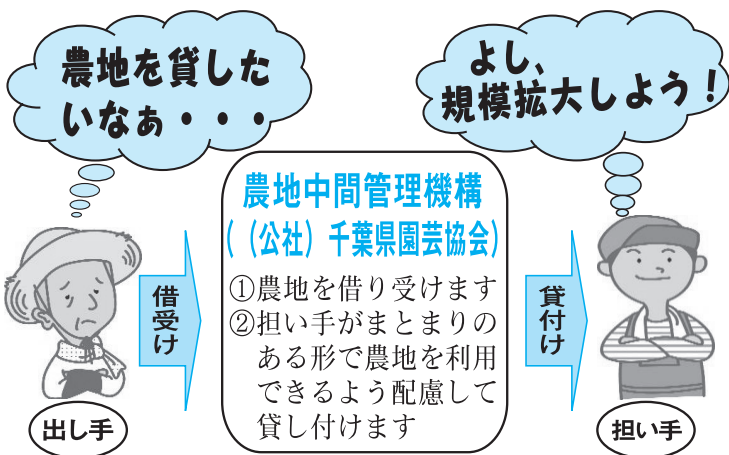 農地を貸した
いなぁ・・・
よし、
規模拡大しよう！
農地中間管理機構
(（公社）千葉県園芸協会)
①農地を借り受けます
②担い手がまとまりの
ある形で農地を利用
できるよう配慮して
貸し付けます
借受け
貸付け
出し手
担い手